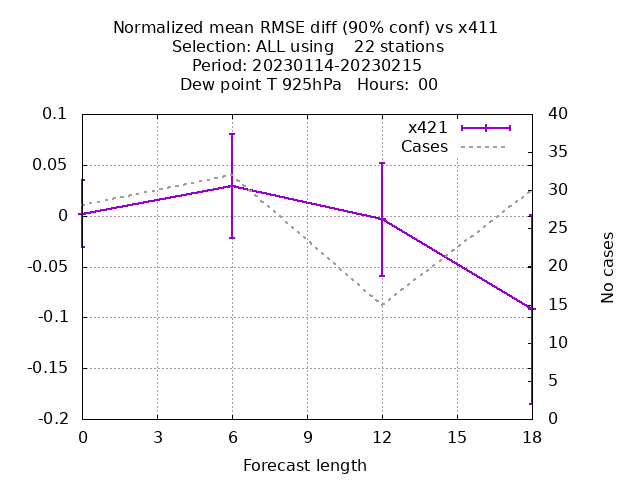 Normalized mean RMSE diff (90% conf) vs x411
Selection: ALL using    22 stations
Period: 20230114-20230215
Dew point T 925hPa   Hours:  00
x421
Cases
0.1
0.05
0
-0.05
-0.1
-0.15
-0.2
40
35
30
25
20
15
10
5
0
No cases
0 3 6 9 12 15 18
Forecast length